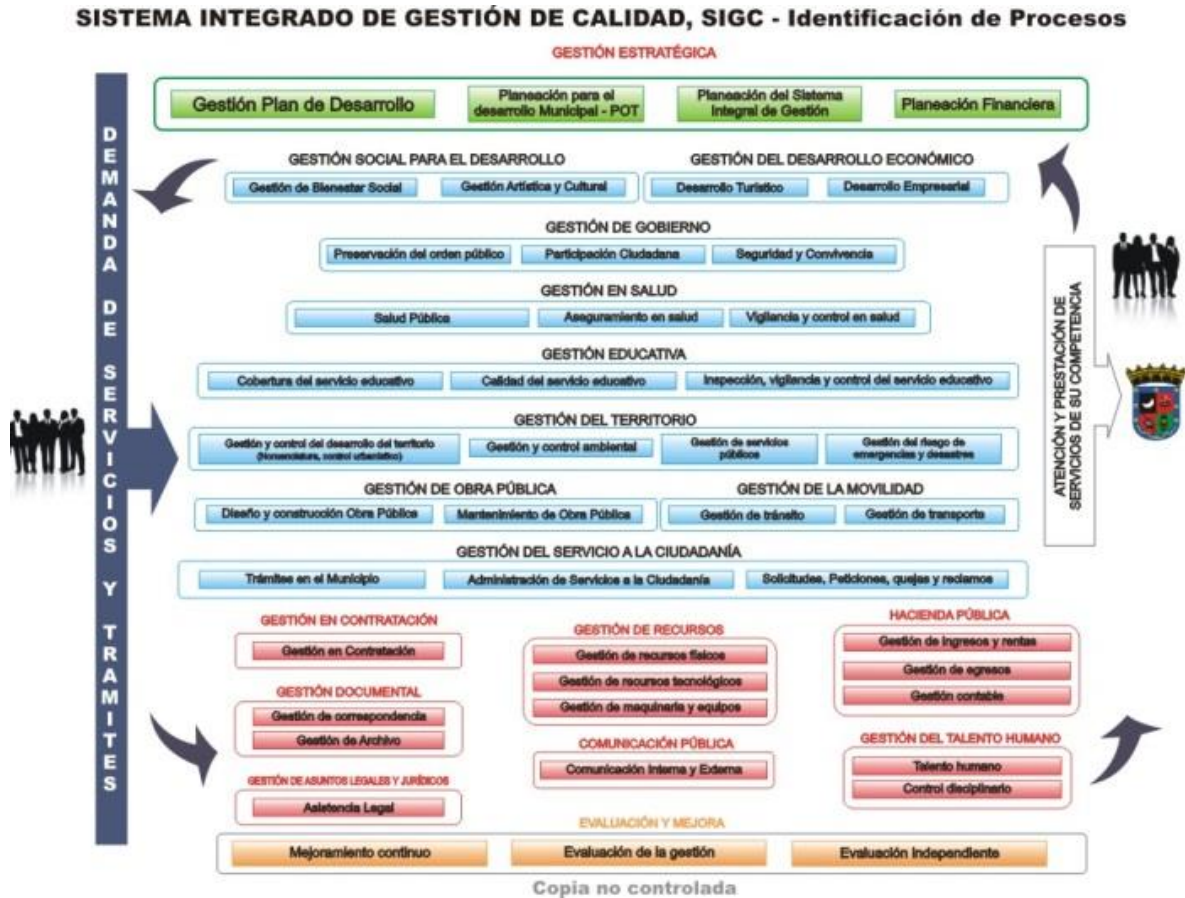 SISTEMA INTEGRADO DE GESTIÓN DE CALIDAD, SIGC - Identificación de Procesos
GESTIÓN ESTRATÉGICA
Gestión Plan de Desarrollo
Planeación para el
desarrollo Municipal - POT
Planeación del Sistema
Integral de Gestión
Planeación Financiera
DEMANDA DE SERVICIOS Y TRAMITES
GESTIÓN SOCIAL PARA EL DESARROLLO
Gestión de Bienestar Social
Gestión Artística y Cultural
GESTIÓN DEL DESARROLLO ECONÓMICO
Desarrollo Turístico
Desarrollo Empresarial
GESTIÓN DE GOBIERNO
Preservación del orden público
Participación Ciudadana
Seguridad y Convivencia
GESTIÓN EN SALUD
Salud Pública
Aseguramiento en salud
Vigilancia y control en salud
GESTIÓN EDUCATIVA
Cobertura del servicio educativo
Calidad del servicio educativo
Inspección, vigilancia y control del servicio educativo
GESTIÓN DEL TERRITORIO
Gestión y control del desarrollo del territorio
(Nomenclatura, control urbanístico)
Gestión y control ambiental
Gestión de servicios
públicos
Gestión del riesgo de
emergencias y desastres
GESTIÓN DE OBRA PÚBLICA
Diseño y construcción Obra Pública
Mantenimiento de Obra Pública
GESTIÓN DE LA MOVILIDAD
Gestión de tránsito
Gestión de transporte
GESTIÓN DEL SERVICIO A LA CIUDADANÍA
Trámites en el Municipio
Administración de Servicios a la Ciudadanía
Solicitudes, Peticiones, quejas y reclamos
ATENCIÓN Y PRESTACIÓN DE
SERVICIOS DE SU COMPETENCIA
GESTIÓN EN CONTRATACIÓN
Gestión en Contratación
GESTIÓN DOCUMENTAL
Gestión de correspondencia
Gestión de Archivo
GESTIÓN DE ASUNTOS LEGALES Y JURÍDICOS
Asistencia Legal
GESTIÓN DE RECURSOS
Gestión de recursos físicos
Gestión de recursos tecnológicos
Gestión de maquinaria y equipos
COMUNICACIÓN PÚBLICA
Comunicación Interna y Externa
HACIENDA PÚBLICA
Gestión de ingresos y rentas
Gestión de egresos
Gestión contable
GESTIÓN DEL TALENTO HUMANO
Talento humano
Control disciplinario
EVALUACIÓN Y MEJORA
Mejoramiento continuo
Evaluación de la gestión
Evaluación Independiente
Copia no controlada